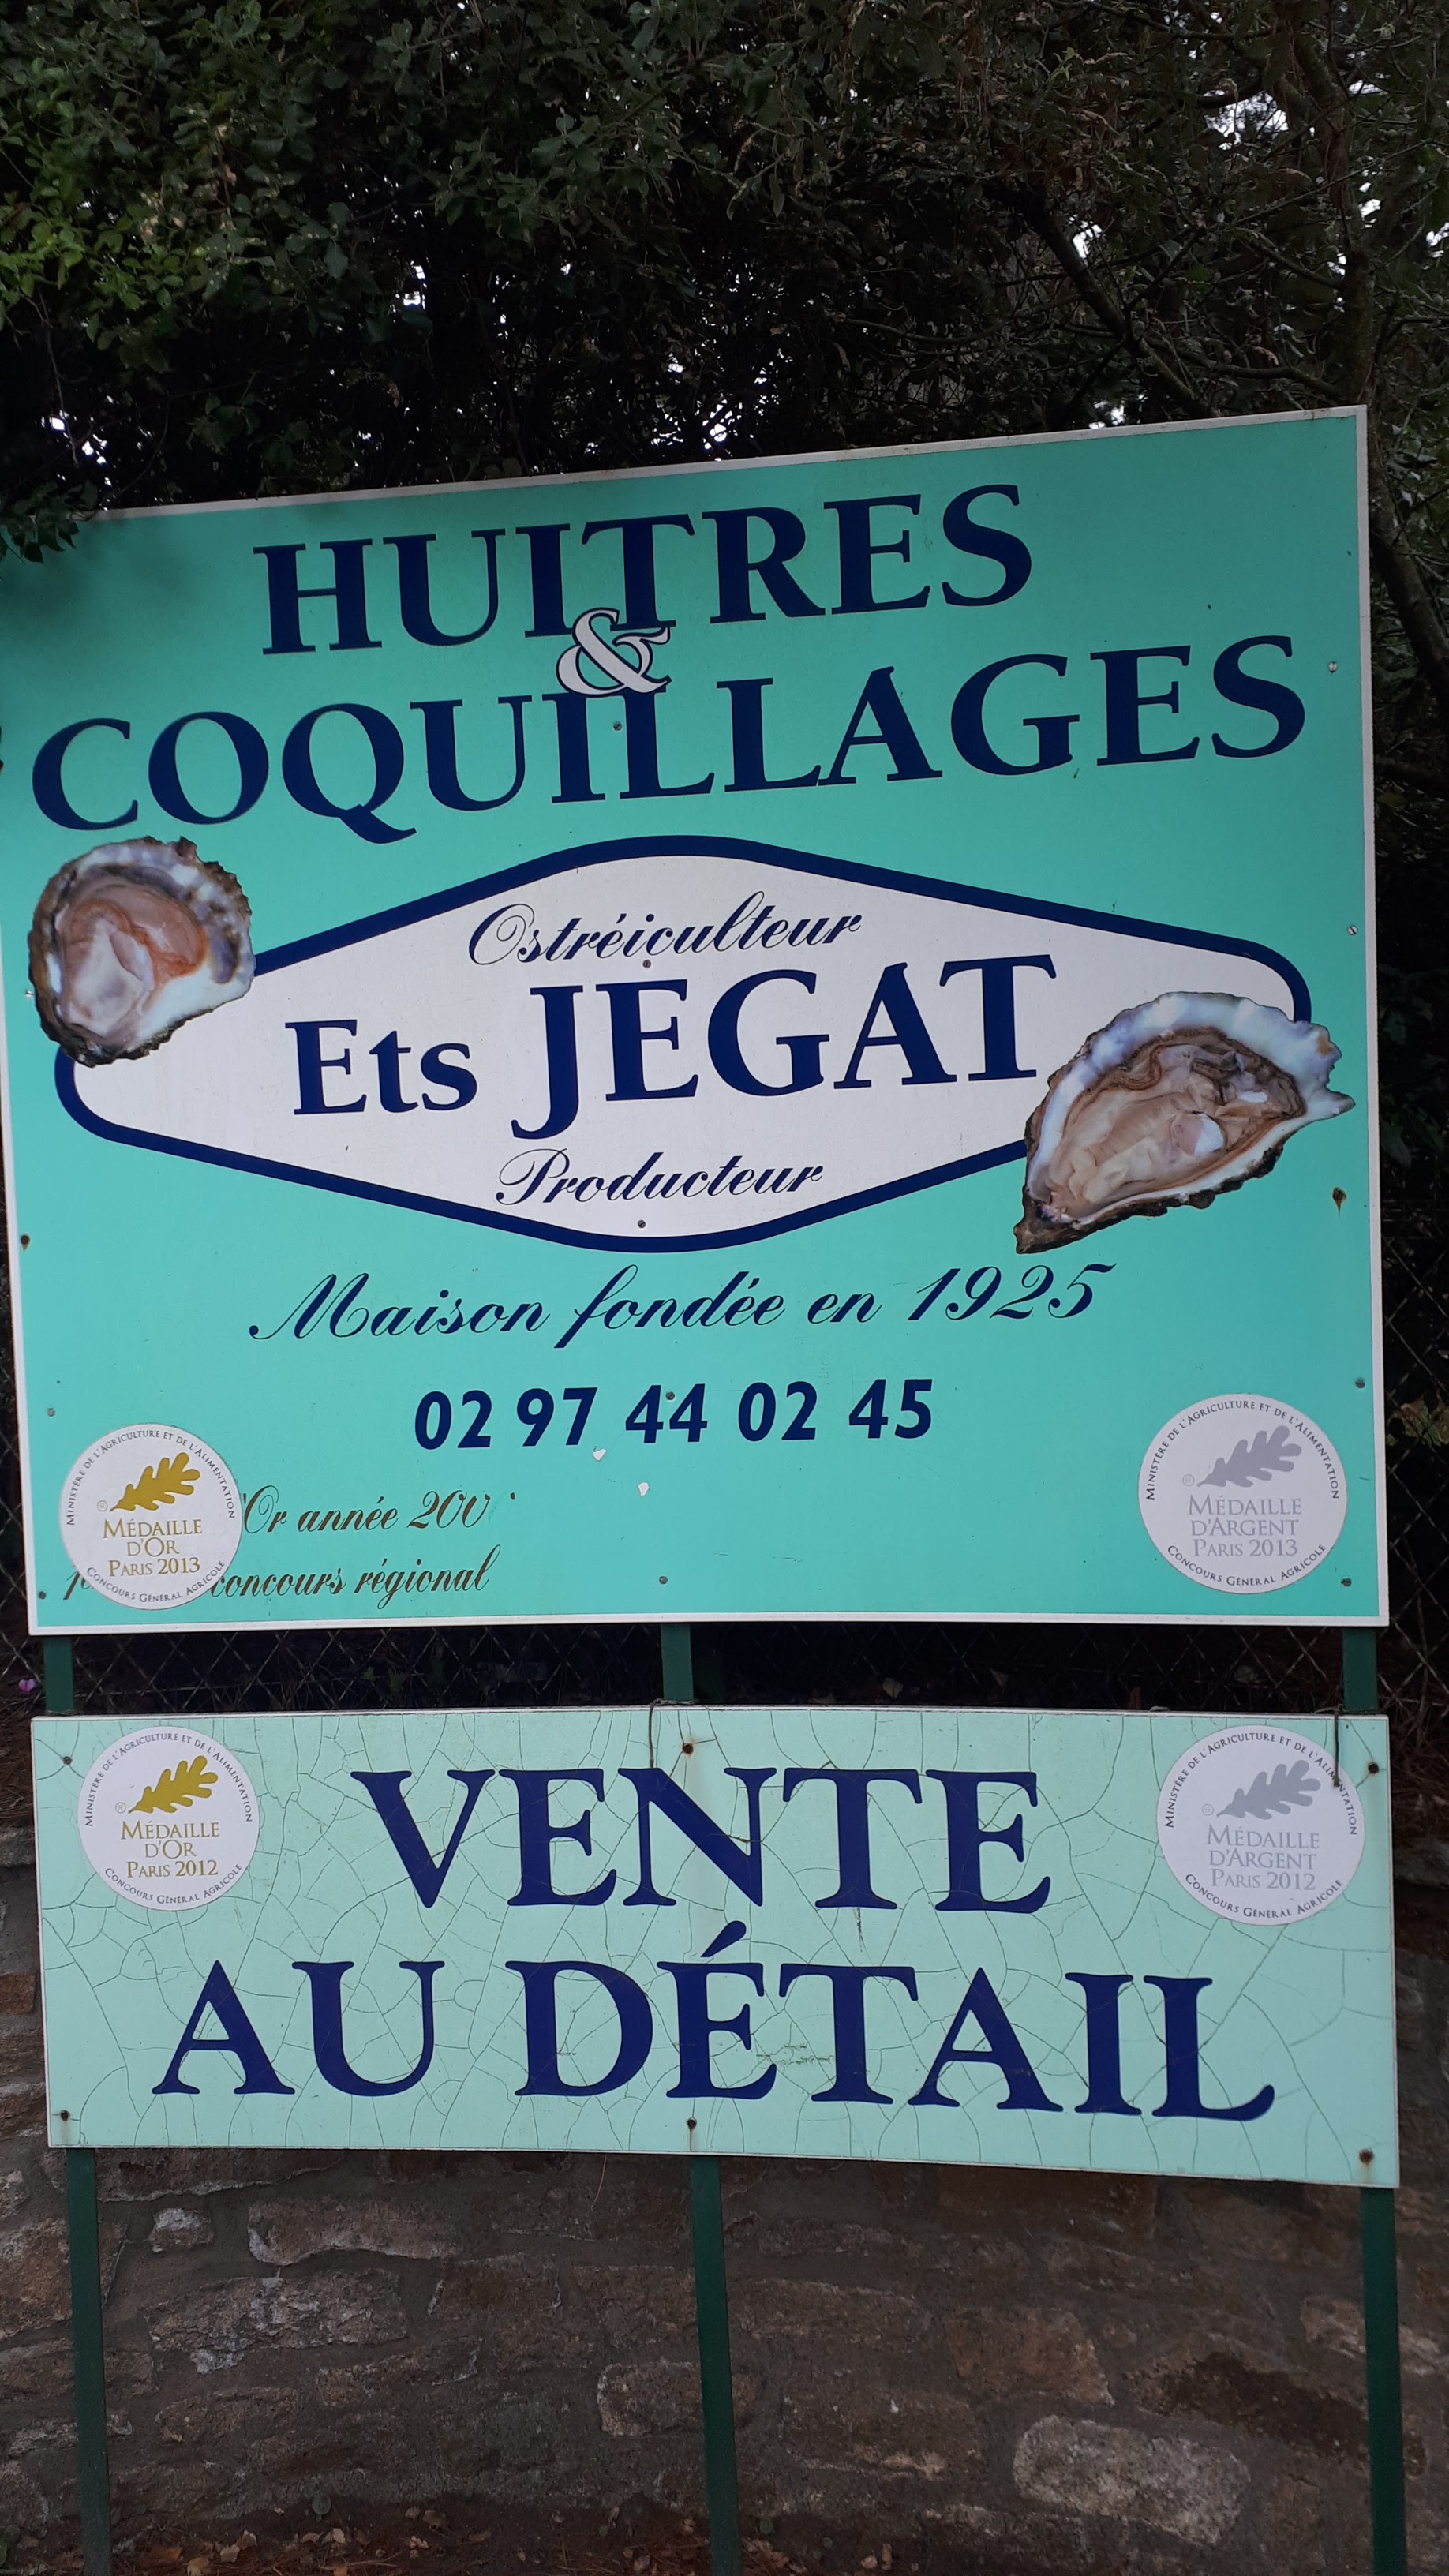 HUITRES
&
COQUILLAGES
Ostréiculteur
Ets JEGAT
Producteur
Maison fondée en 1925
02 97 44 02 45
MINISTÈRE DE L'AGRICULTURE ET DE L'ALIMENTATION
MÉDAILLE
D'OR
PARIS 2013
CONCOURS GÉNÉRAL AGRICOLE
'Or année
concours régional
MINISTÈRE DE L'AGRICULTURE ET DE L'ALIMENTATION
MÉDAILLE
D'ARGENT
PARIS 2013
CONCOURS GÉNÉRAL AGRICOLE
MINISTÈRE DE L'AGRICULTURE ET DE L'ALIMENTATION
MÉDAILLE
D'OR
PARIS 2012
CONCOURS GÉNÉRAL AGRICOLE
VENTE
AU DÉTAIL
MINISTÈRE DE L'AGRICULTURE ET DE L'ALIMENTATION
MÉDAILLE
D'ARGENT
PARIS 2012
CONCOURS GÉNÉRAL AGRICOLE